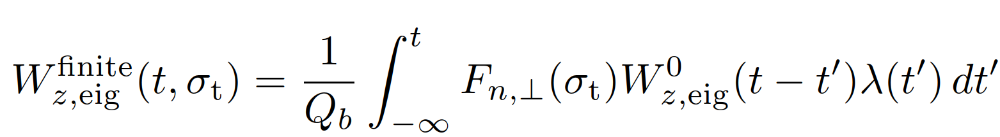 $W_{z,\mathrm{eig}}^{\mathrm{finite}}(t, \sigma_{\mathrm{t}}) = \frac{1}{Q_b} \int_{-\infty}^{t} F_{n,\perp}(\sigma_{\mathrm{t}}) W_{z,\mathrm{eig}}^{0}(t - t') \lambda(t') \, dt'$